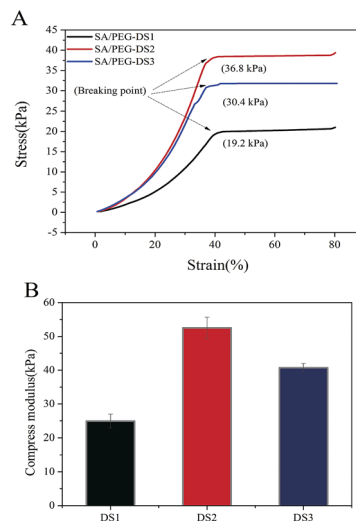 A
SA/PEG-DS1
SA/PEG-DS2
SA/PEG-DS3
45
40
35
30
25
20
15
10
5
0
-5
Stress(kPa)
(36.8 kPa)
(Breaking point)
(30.4 kPa)
(19.2 kPa)
0 20 40 60 80
Strain(%)
B
60
50
40
30
20
10
0
Compress modulus(kPa)
DS1 DS2 DS3